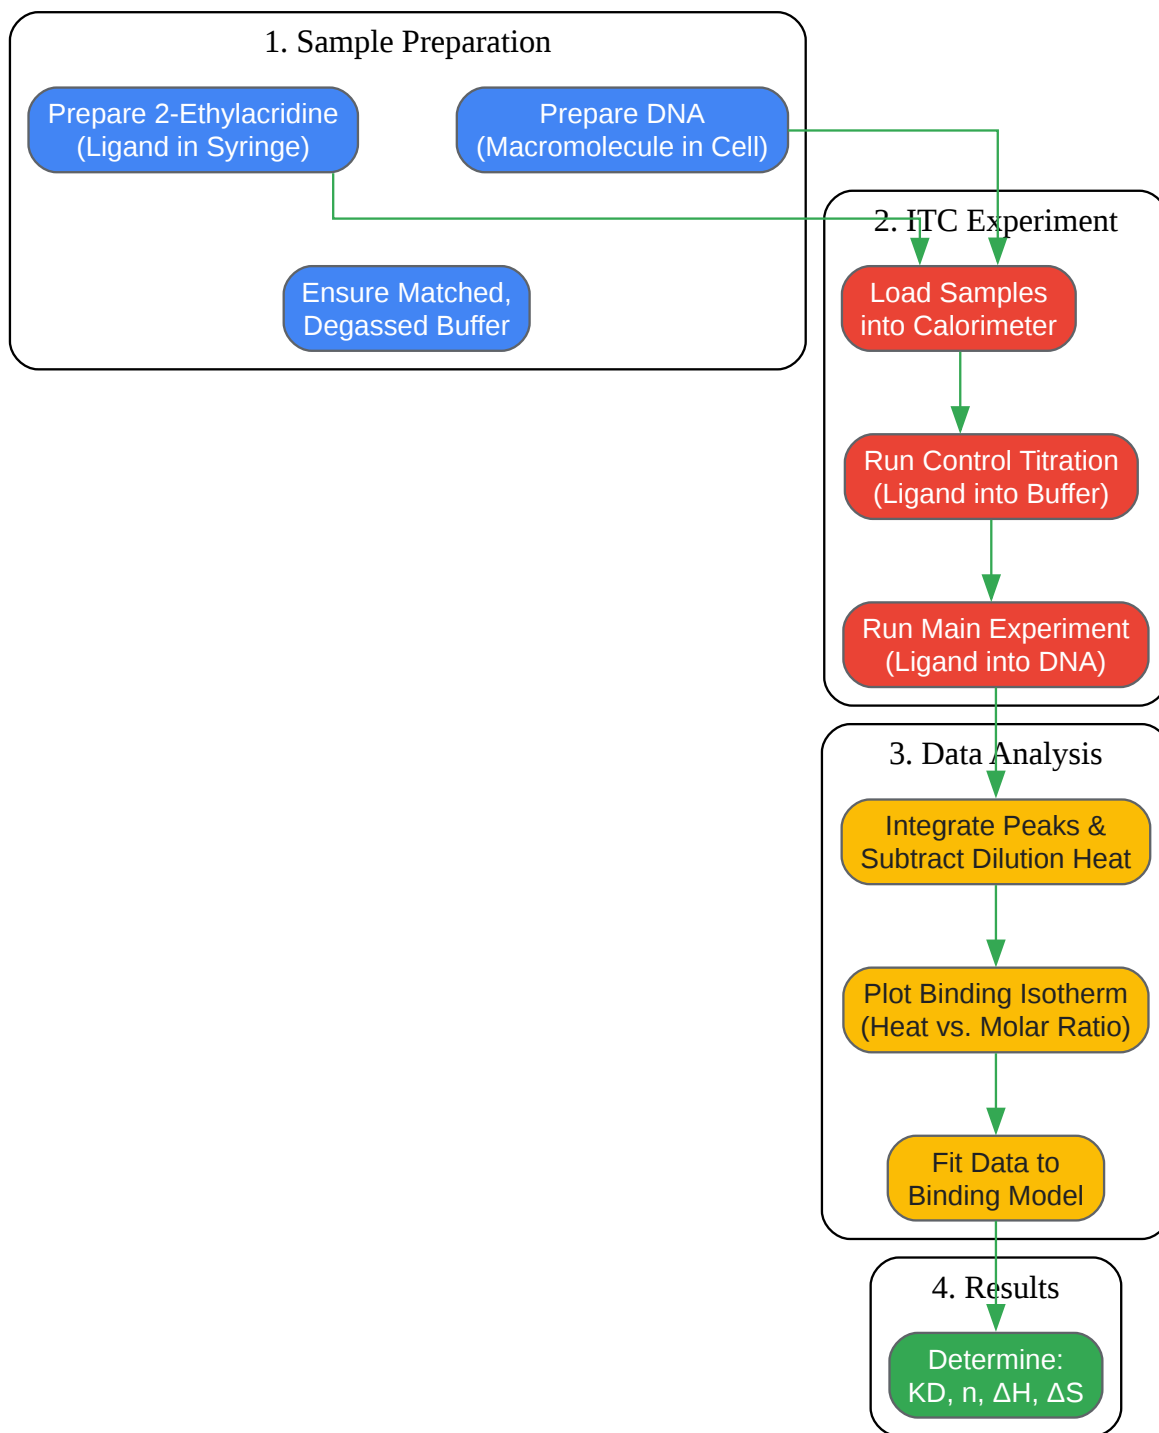 1. Sample Preparation
Prepare 2-Ethylacridine
(Ligand in Syringe)
Prepare DNA
(Macromolecule in Cell)
Ensure Matched,
Degassed Buffer
2. ITC Experiment
Load Samples
into Calorimeter
Run Control Titration
(Ligand into Buffer)
Run Main Experiment
(Ligand into DNA)
3. Data Analysis
Integrate Peaks &
Subtract Dilution Heat
Plot Binding Isotherm
(Heat vs. Molar Ratio)
Fit Data to
Binding Model
4. Results
Determine:
KD, n, ΔH, ΔS